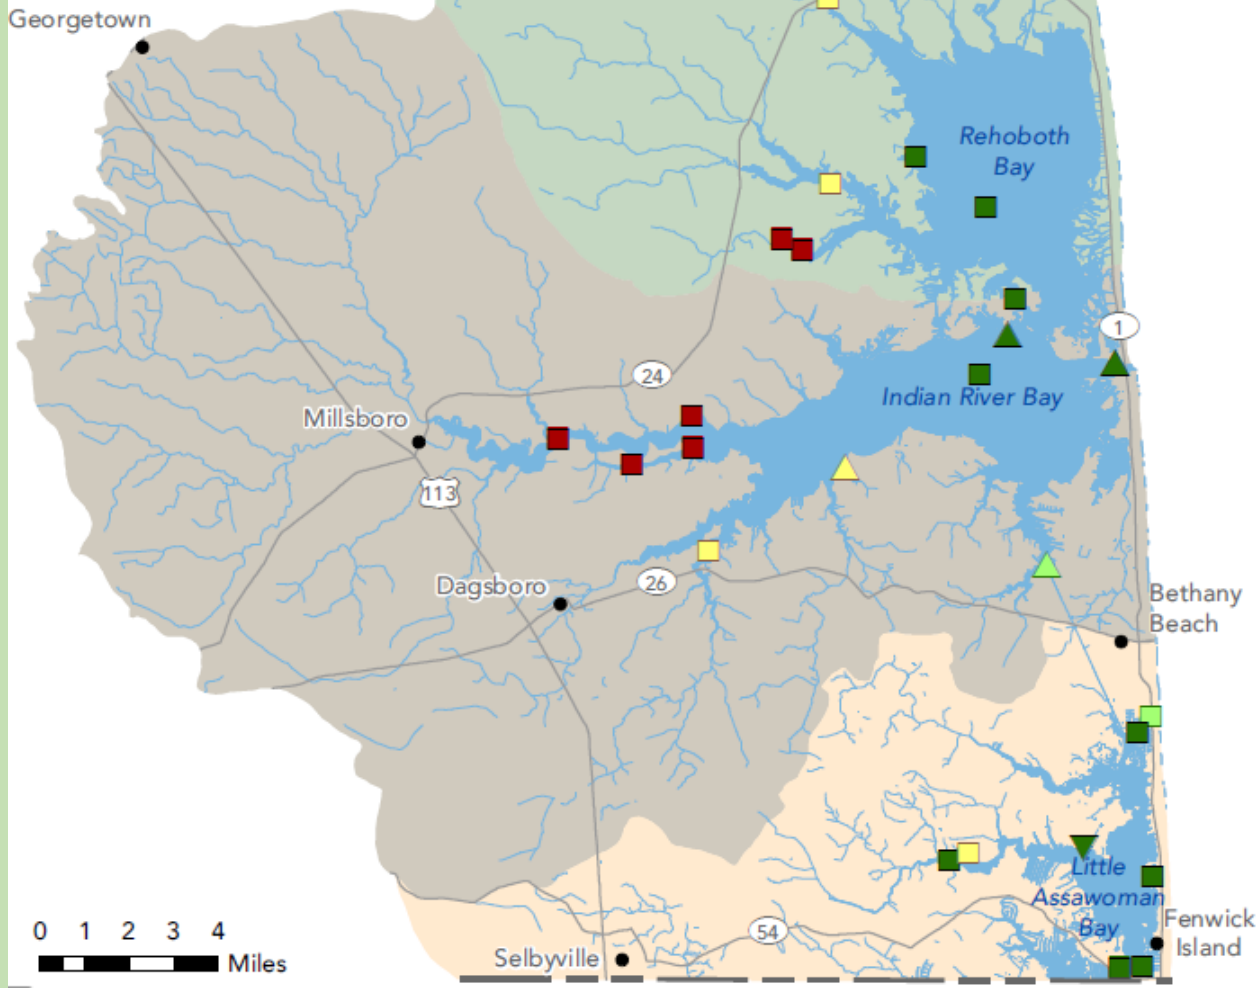 Georgetown
Rehoboth
Bay
1
24
Indian River Bay
Millsboro
113
Dagsboro
26
Bethany
Beach
Little
Assawoman
Bay
Fenwick
Island
54
0 1 2 3 4
Miles
Selbyville